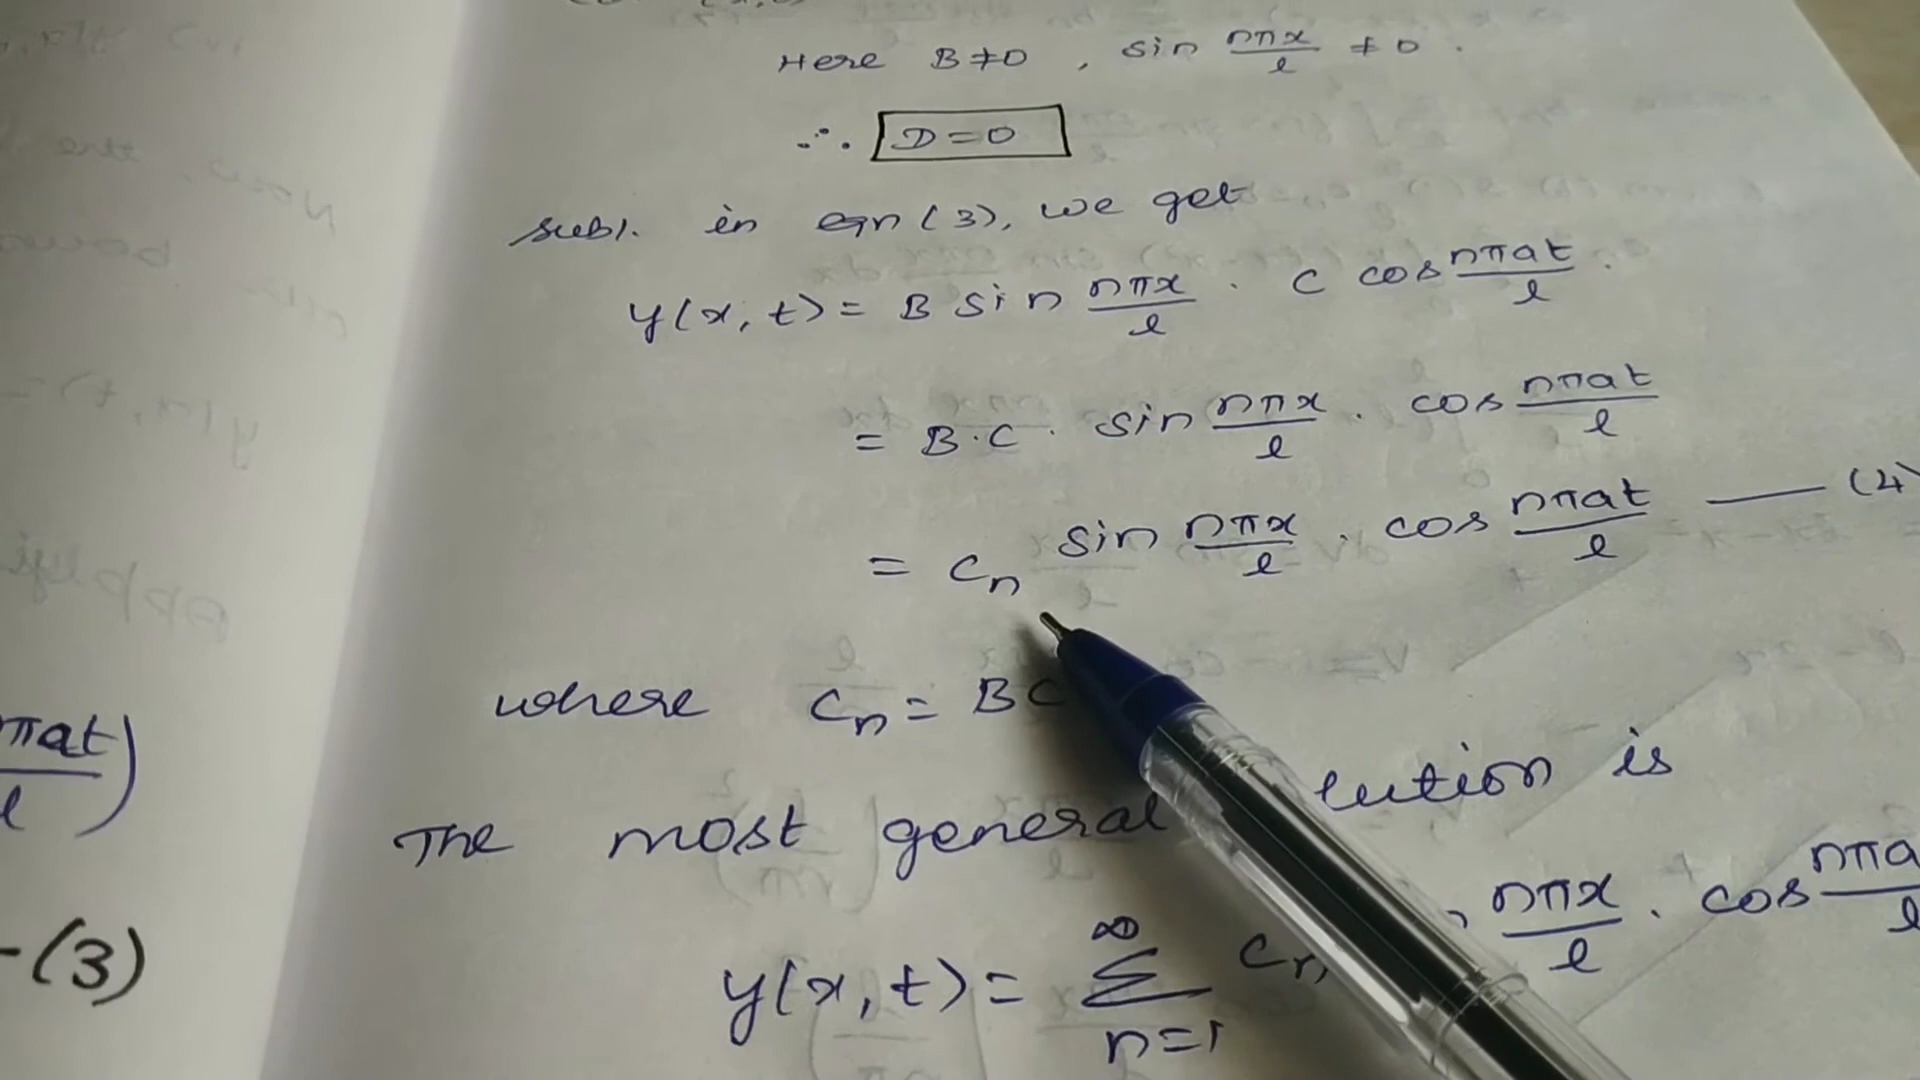 Here B≠0, sin nπx/l ≠ 0.
∴ D=0
subs. in eqn (3), we get
y(x,t) = B sin nπx/l . C cos nπat/l.
= B.C. sin nπx/l . cos nπat/l
= Cn sin nπx/l . cos nπat/l —— (4)
where Cn = BC
The most general lution is
y(x,t) = ∑ n=1 ∞ Cn nπx/l . cos nπa/l
πat/l)
-(3)